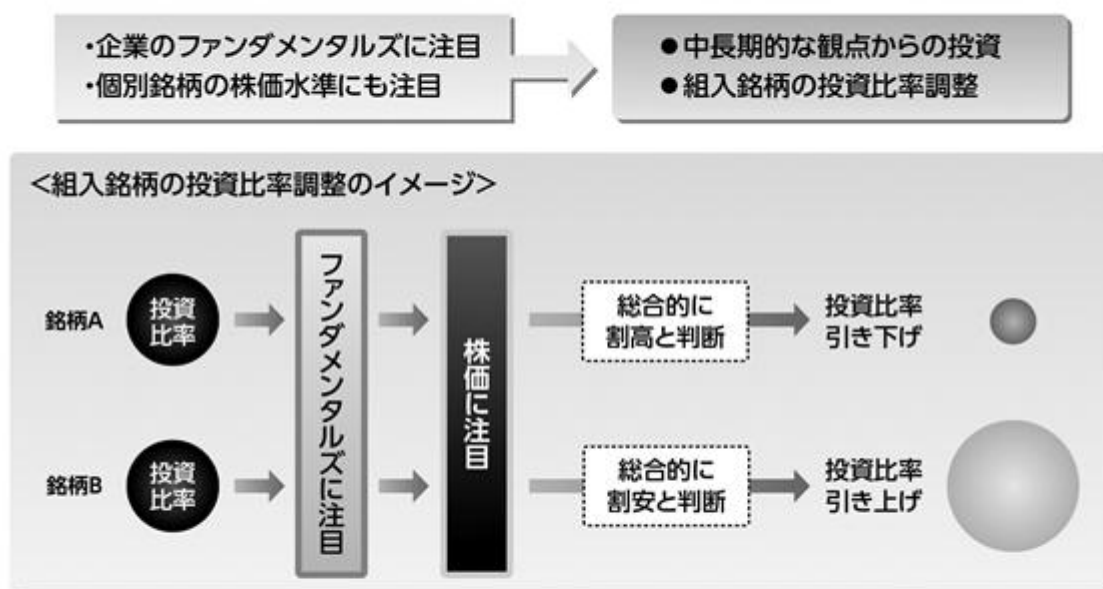 ・企業のファンダメンタルズに注目
・個別銘柄の株価水準にも注目
●中長期的な観点からの投資
●組入銘柄の投資比率調整
＜組入銘柄の投資比率調整のイメージ＞
銘柄A
投資
比率
ファンダメンタルズに注目
株価に注目
総合的に
割高と判断
投資比率
引き下げ
銘柄B
投資
比率
総合的に
割安と判断
投資比率
引き上げ